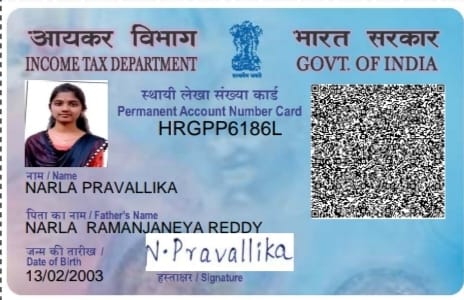 आयकर विभाग
INCOME TAX DEPARTMENT
भारत सरकार
GOVT. OF INDIA
स्थायी लेखा संख्या कार्ड
Permanent Account Number Card
HRGPP6186L
नाम / Name
NARLA PRAVALLIKA
पिता का नाम / Father's Name
NARLA RAMANJANEYA REDDY
जन्म की तारीख /
Date of Birth
13/02/2003
N. Pravallika
हस्ताक्षर / Signature